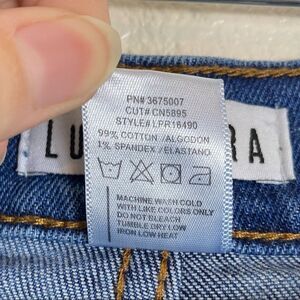 PN# 3675007
CUT# CN5895
STYLE# LPR16490
99% COTTON / ALGODON
1% SPANDEX / ELASTANO
MACHINE WASH COLD
WITH LIKE COLORS ONLY
DO NOT BLEACH
TUMBLE DRY LOW
IRON LOW HEAT